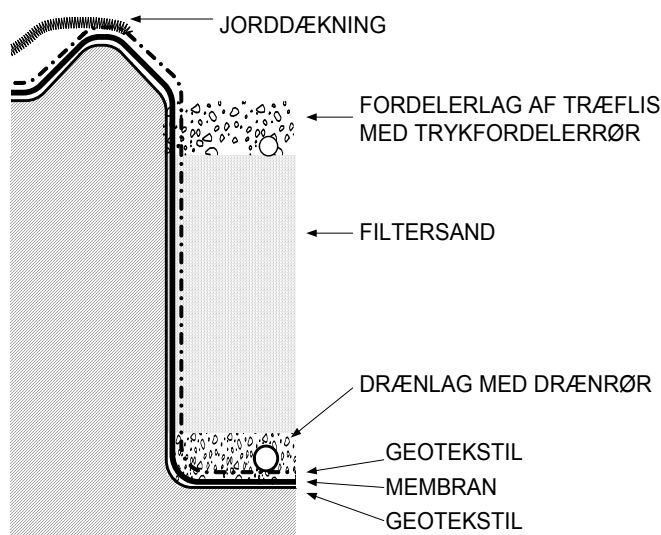 JORDDÆKNING
FORDELERLAG AF TRÆFLIS
MED TRYKFORDELERRØR
FILTERSAND
DRÆNLAG MED DRÆNRØR
GEOTEKSTIL
MEMBRAN
GEOTEKSTIL